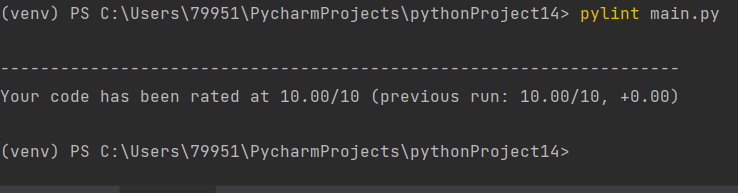 (venv) PS C:\Users\79951\PycharmProjects\pythonProject14> pylint main.py
--------------------------------------------------------------------
Your code has been rated at 10.00/10 (previous run: 10.00/10, +0.00)
(venv) PS C:\Users\79951\PycharmProjects\pythonProject14>